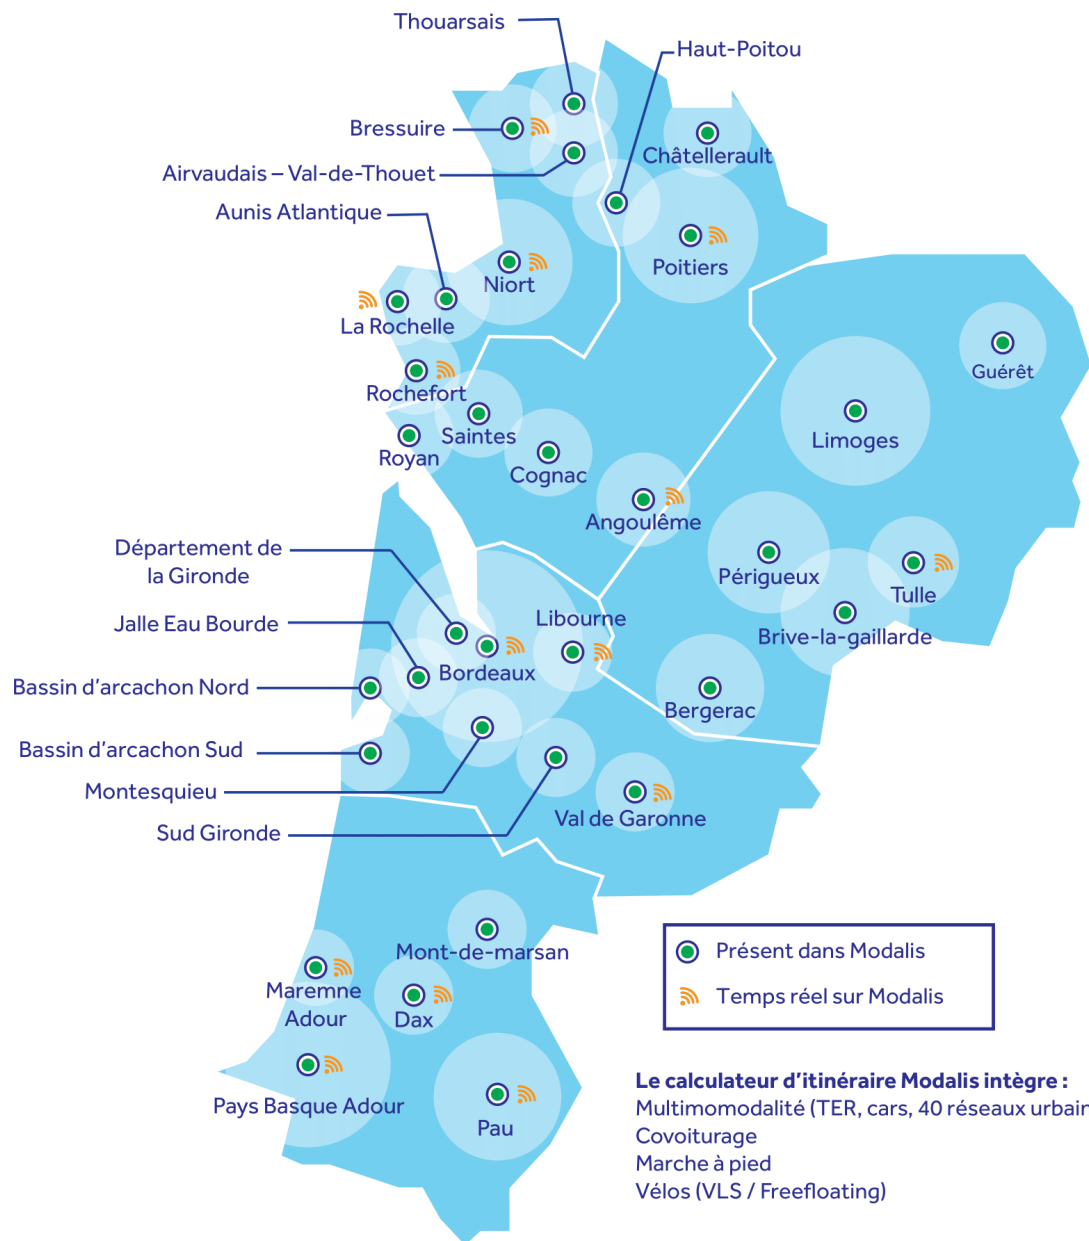 Thouarsais
Haut-Poitou
Bressuire
Châtellerault
Airvaudais – Val-de-Thouet
Aunis Atlantique
Poitiers
Niort
La Rochelle
Guérêt
Rochefort
Saintes
Limoges
Royan
Cognac
Angoulême
Département de
la Gironde
Périgueux
Tulle
Libourne
Jalle Eau Bourde
Brive-la-gaillarde
Bordeaux
Bassin d'arcachon Nord
Bergerac
Bassin d'arcachon Sud
Montesquieu
Val de Garonne
Sud Gironde
Mont-de-marsan
Présent dans Modalis
Maremne
Adour
Temps réel sur Modalis
Dax
Le calculateur d'itinéraire Modalis intègre :
Pays Basque Adour
Multimomodalité (TER, cars, 40 réseaux urbain
Pau
Covoiturage
Marche à pied
Vélos (VLS / Freefloating)